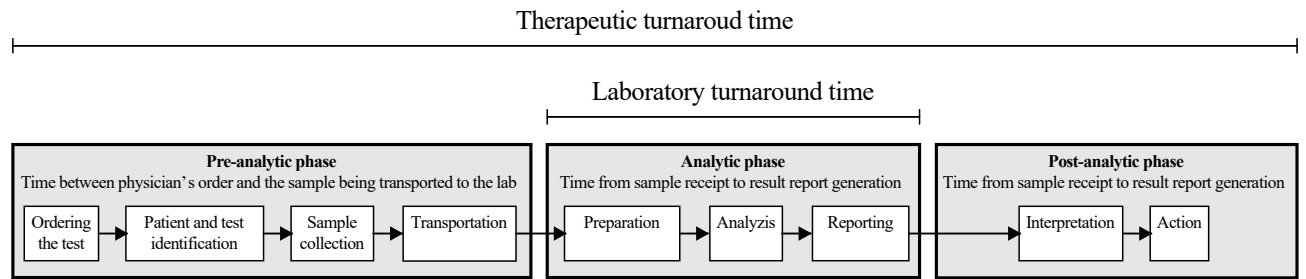 Therapeutic turnaroud time
Laboratory turnaround time
Pre-analytic phase
Time between physician's order and the sample being transported to the lab
Ordering
the test
Patient and test
identification
Sample
collection
Transportation
Analytic phase
Time from sample receipt to result report generation
Preparation
Analyzis
Reporting
Post-analytic phase
Time from sample receipt to result report generation
Interpretation
Action